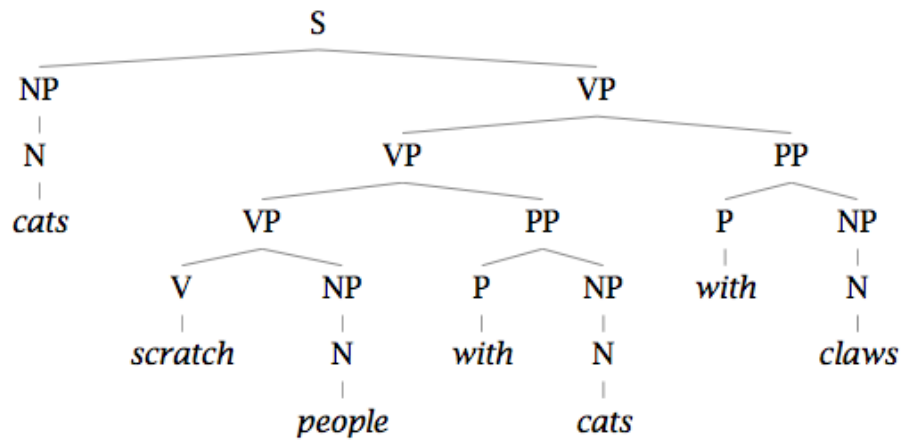 S
NP VP
N VP PP
cats VP PP P NP
V NP P NP with N
scratch N with N claws
people cats